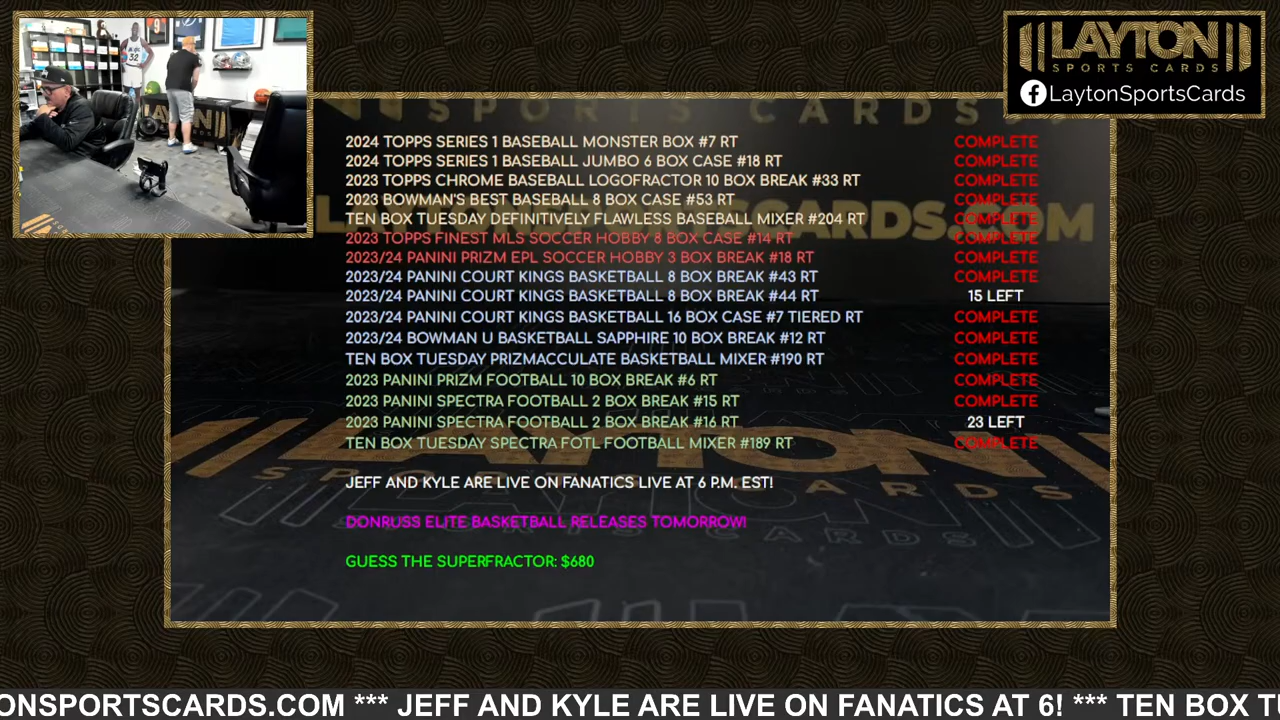 LAYTON
SPORTS CARDS
LaytonSportsCards
SPORTS CARDS
2024 TOPPS SERIES 1 BASEBALL MONSTER BOX #7 RT COMPLETE
2024 TOPPS SERIES 1 BASEBALL JUMBO 6 BOX CASE #18 RT COMPLETE
2023 TOPPS CHROME BASEBALL LOGOFRACTOR 10 BOX BREAK #33 RT COMPLETE
2023 BOWMAN'S BEST BASEBALL 8 BOX CASE #53 RT COMPLETE
TEN BOX TUESDAY DEFINITIVELY FLAWLESS BASEBALL MIXER #204 RT COMPLETE
2023 TOPPS FINEST MLS SOCCER HOBBY 8 BOX CASE #14 RT COMPLETE
2023/24 PANINI PRIZM EPL SOCCER HOBBY 3 BOX BREAK #18 RT COMPLETE
2023/24 PANINI COURT KINGS BASKETBALL 8 BOX BREAK #43 RT COMPLETE
2023/24 PANINI COURT KINGS BASKETBALL 8 BOX BREAK #44 RT 15 LEFT
2023/24 PANINI COURT KINGS BASKETBALL 16 BOX CASE #7 TIERED RT COMPLETE
2023/24 BOWMAN U BASKETBALL SAPPHIRE 10 BOX BREAK #12 RT COMPLETE
TEN BOX TUESDAY PRIZMACCULATE BASKETBALL MIXER #190 RT COMPLETE
2023 PANINI PRIZM FOOTBALL 10 BOX BREAK #6 RT COMPLETE
2023 PANINI SPECTRA FOOTBALL 2 BOX BREAK #15 RT COMPLETE
2023 PANINI SPECTRA FOOTBALL 2 BOX BREAK #16 RT 23 LEFT
TEN BOX TUESDAY SPECTRA FOTL FOOTBALL MIXER #189 RT COMPLETE
JEFF AND KYLE ARE LIVE ON FANATICS LIVE AT 6 P.M. EST!
DONRUSS ELITE BASKETBALL RELEASES TOMORROW!
GUESS THE SUPERFRACTOR: $680
ONSPORTSCARDS.COM *** JEFF AND KYLE ARE LIVE ON FANATICS AT 6! *** TEN BOX TU